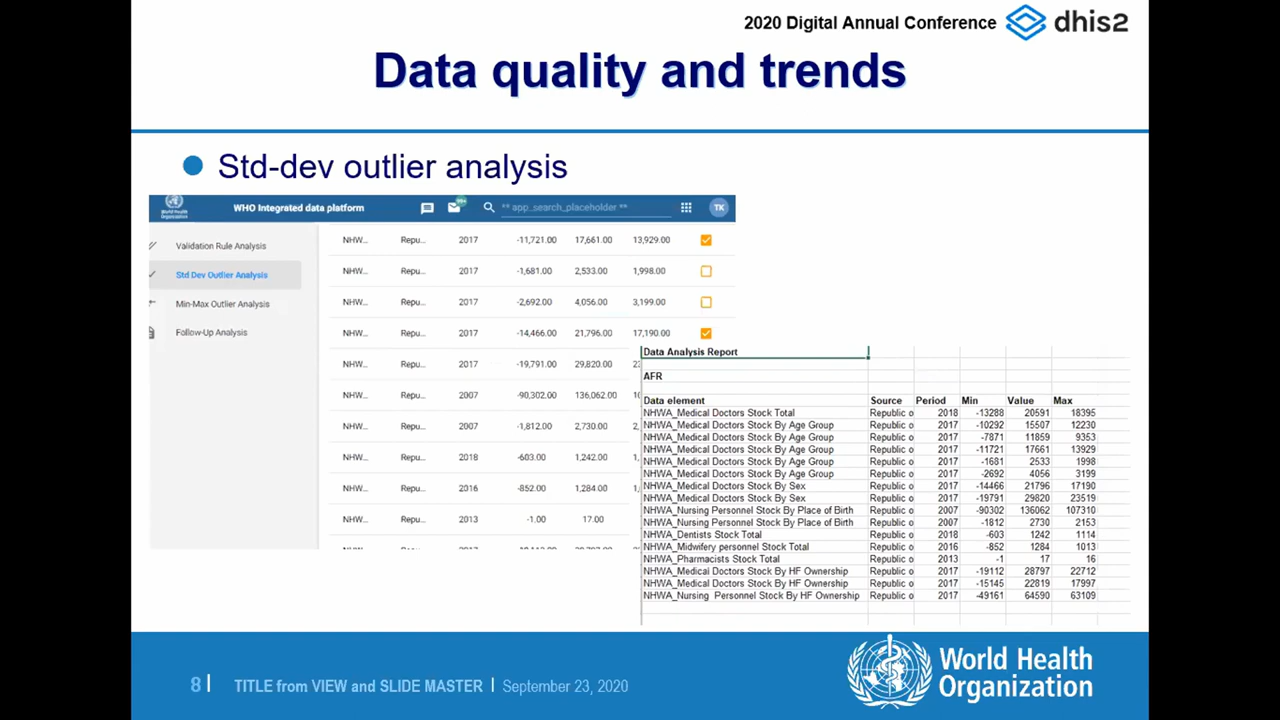 2020 Digital Annual Conference dhis2
Data quality and trends
Std-dev outlier analysis
World Health Organization WHO Integrated data platform 99+ ** app_search_placeholder ** TK
Validation Rule Analysis
Std Dev Outlier Analysis
Min-Max Outlier Analysis
Follow-Up Analysis
NHW... Repu... 2017 -11,721.00 17,661.00 13,929.00
NHW... Repu... 2017 -1,681.00 2,533.00 1,998.00
NHW... Repu... 2017 -2,692.00 4,056.00 3,199.00
NHW... Repu... 2017 -14,466.00 21,796.00 17,190.00
NHW... Repu... 2017 -19,791.00 29,820.00
NHW... Repu... 2007 -90,302.00 136,062.00
NHW... Repu... 2007 -1,812.00 2,730.00
NHW... Repu... 2018 -603.00 1,242.00
NHW... Repu... 2016 -852.00 1,284.00
NHW... Repu... 2013 -1.00 17.00
Data Analysis Report
AFR
Data element Source Period Min Value Max
NHWA_Medical Doctors Stock Total Republic o 2018 -13288 20591 18395
NHWA_Medical Doctors Stock By Age Group Republic o 2017 -10292 15507 12230
NHWA_Medical Doctors Stock By Age Group Republic o 2017 -7871 11859 9353
NHWA_Medical Doctors Stock By Age Group Republic o 2017 -11721 17661 13929
NHWA_Medical Doctors Stock By Age Group Republic o 2017 -1681 2533 1998
NHWA_Medical Doctors Stock By Age Group Republic o 2017 -2692 4056 3199
NHWA_Medical Doctors Stock By Sex Republic o 2017 -14466 21796 17190
NHWA_Medical Doctors Stock By Sex Republic o 2017 -19791 29820 23519
NHWA_Nursing Personnel Stock By Place of Birth Republic o 2007 -90302 136062 107310
NHWA_Nursing Personnel Stock By Place of Birth Republic o 2007 -1812 2730 2153
NHWA_Dentists Stock Total Republic o 2018 -603 1242 1114
NHWA_Midwifery personnel Stock Total Republic o 2016 -852 1284 1013
NHWA_Pharmacists Stock Total Republic o 2013 -1 17 16
NHWA_Medical Doctors Stock By HF Ownership Republic o 2017 -19112 28797 22712
NHWA_Medical Doctors Stock By HF Ownership Republic o 2017 -15145 22819 17997
NHWA_Nursing Personnel Stock By HF Ownership Republic o 2017 -49161 64590 63109
8 | TITLE from VIEW and SLIDE MASTER | September 23, 2020
World Health
Organization